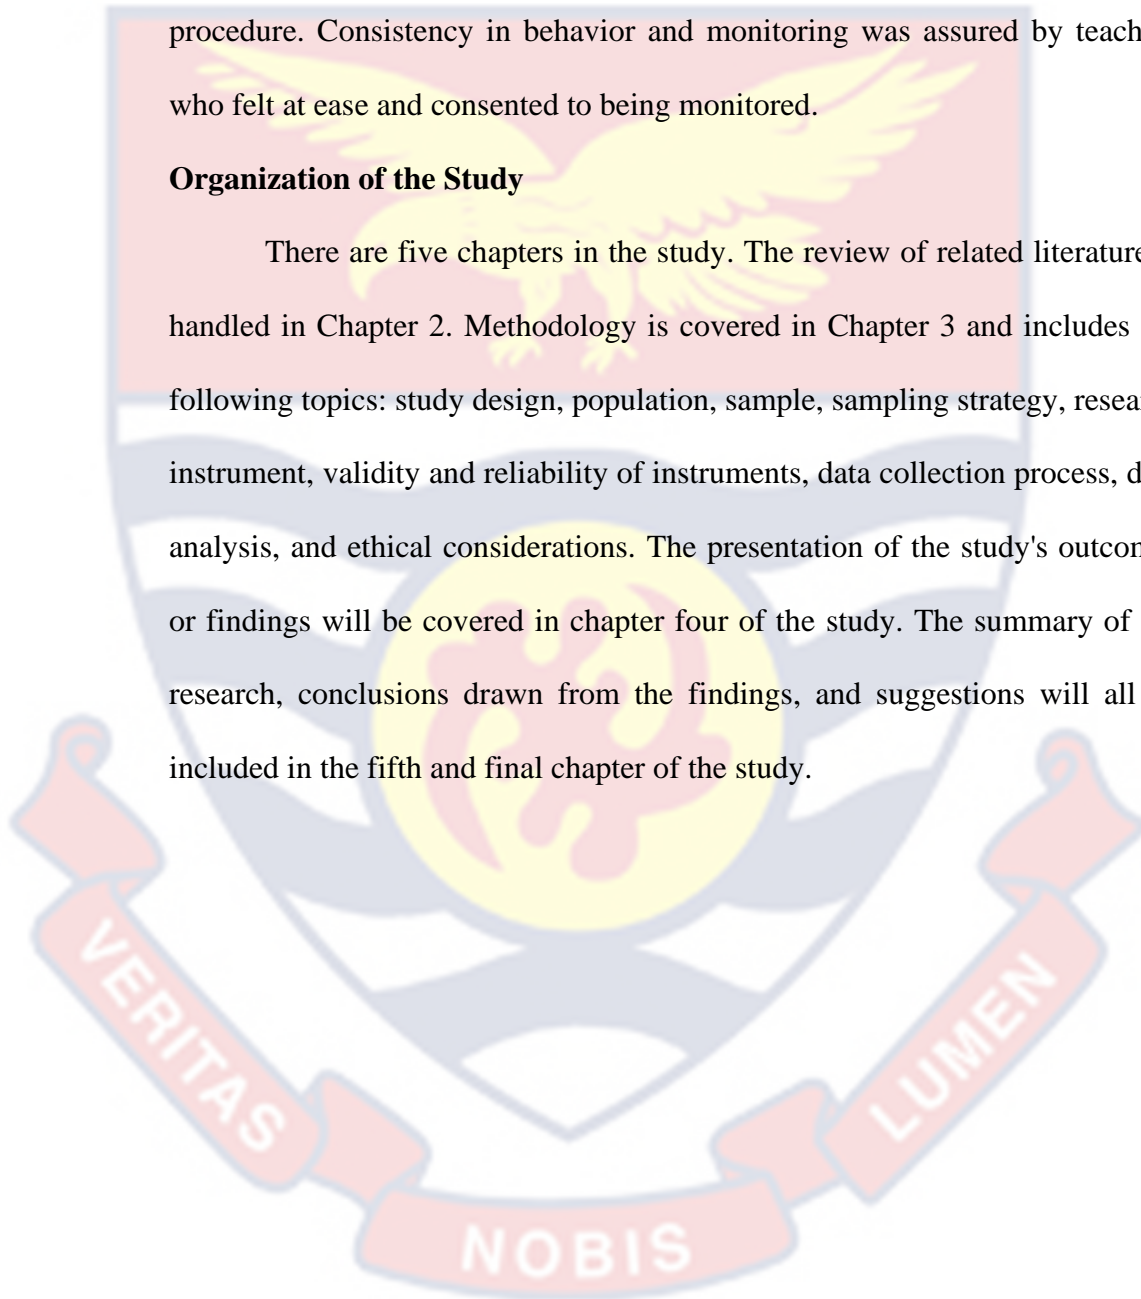 procedure. Consistency in behavior and monitoring was assured by teach
who felt at ease and consented to being monitored.
Organization of the Study
There are five chapters in the study. The review of related literature
handled in Chapter 2. Methodology is covered in Chapter 3 and includes
following topics: study design, population, sample, sampling strategy, resea
instrument, validity and reliability of instruments, data collection process, d
analysis, and ethical considerations. The presentation of the study's outcom
or findings will be covered in chapter four of the study. The summary of
research, conclusions drawn from the findings, and suggestions will all
included in the fifth and final chapter of the study.
VERITAS
NOBIS
LUMEN